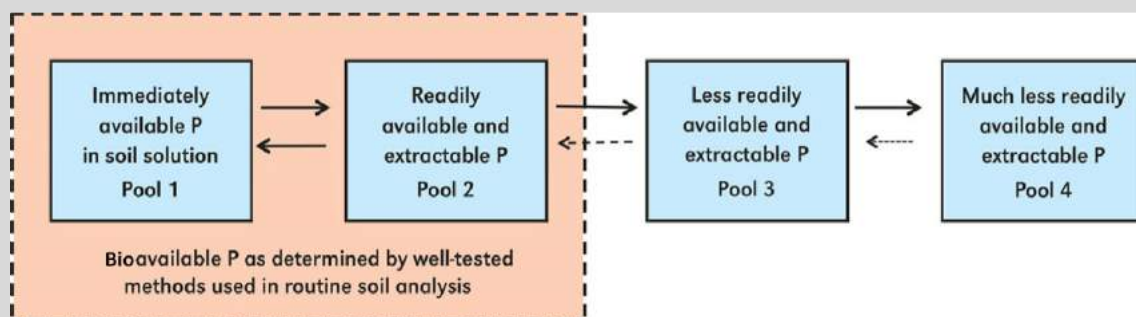 Immediately
available P
in soil solution
Pool 1
Readily
available and
extractable P
Pool 2
Less readily
available and
extractable P
Pool 3
Much less readily
available and
extractable P
Pool 4
Bioavailable P as determined by well-tested
methods used in routine soil analysis